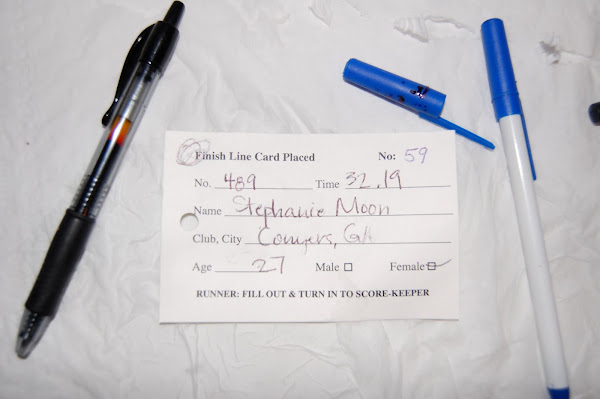 Finish Line Card Placed No: 59
No. 489 Time 32.19
Name Stephanie Moon
Club, City Conyers, GA
Age 27 Male Female
RUNNER: FILL OUT & TURN IN TO SCORE-KEEPER